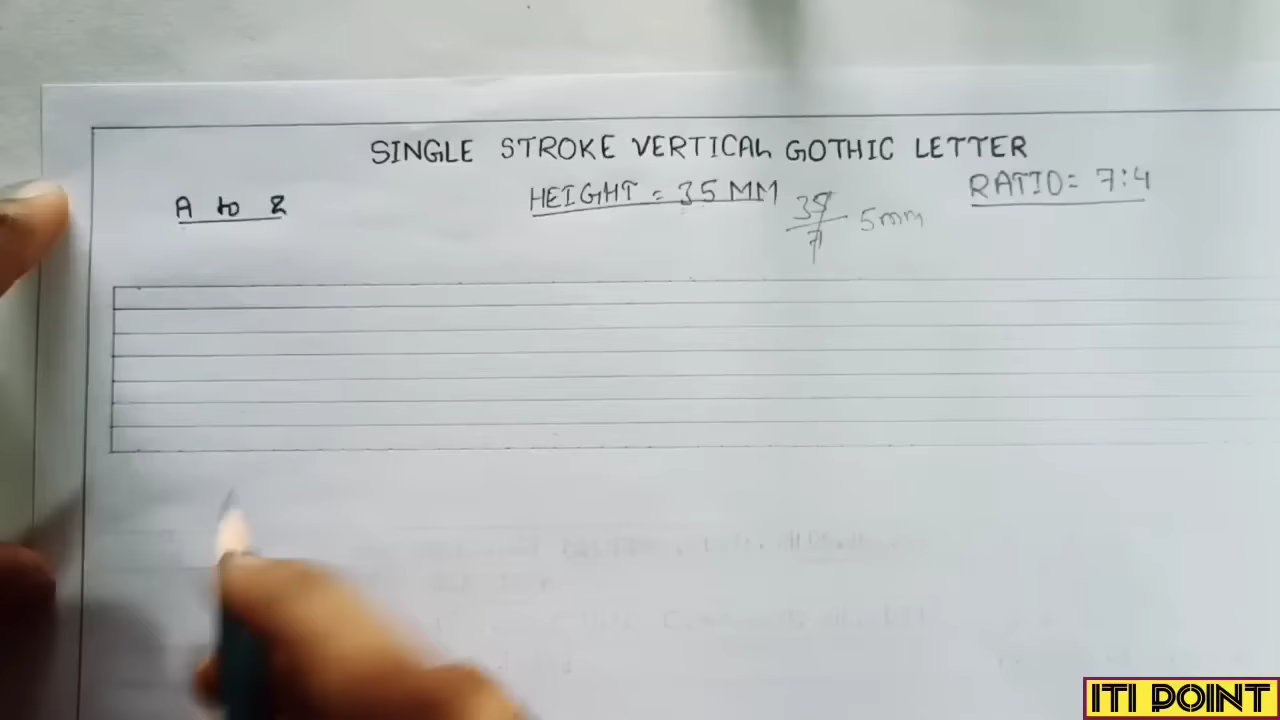 SINGLE STROKE VERTICAL GOTHIC LETTER
A to Z
HEIGHT = 35 MM
35/7 5mm
RATIO= 7:4
ITI POINT